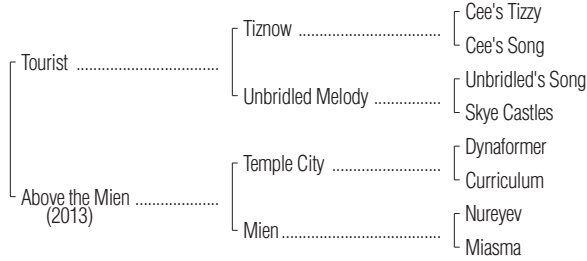 Cee's Tizzy
Tiznow
Cee's Song
Tourist
Unbridled's Song
Unbridled Melody
Skye Castles
Dynaformer
Temple City
Curriculum
Above the Mien
(2013)
Nureyev
Mien
Miasma